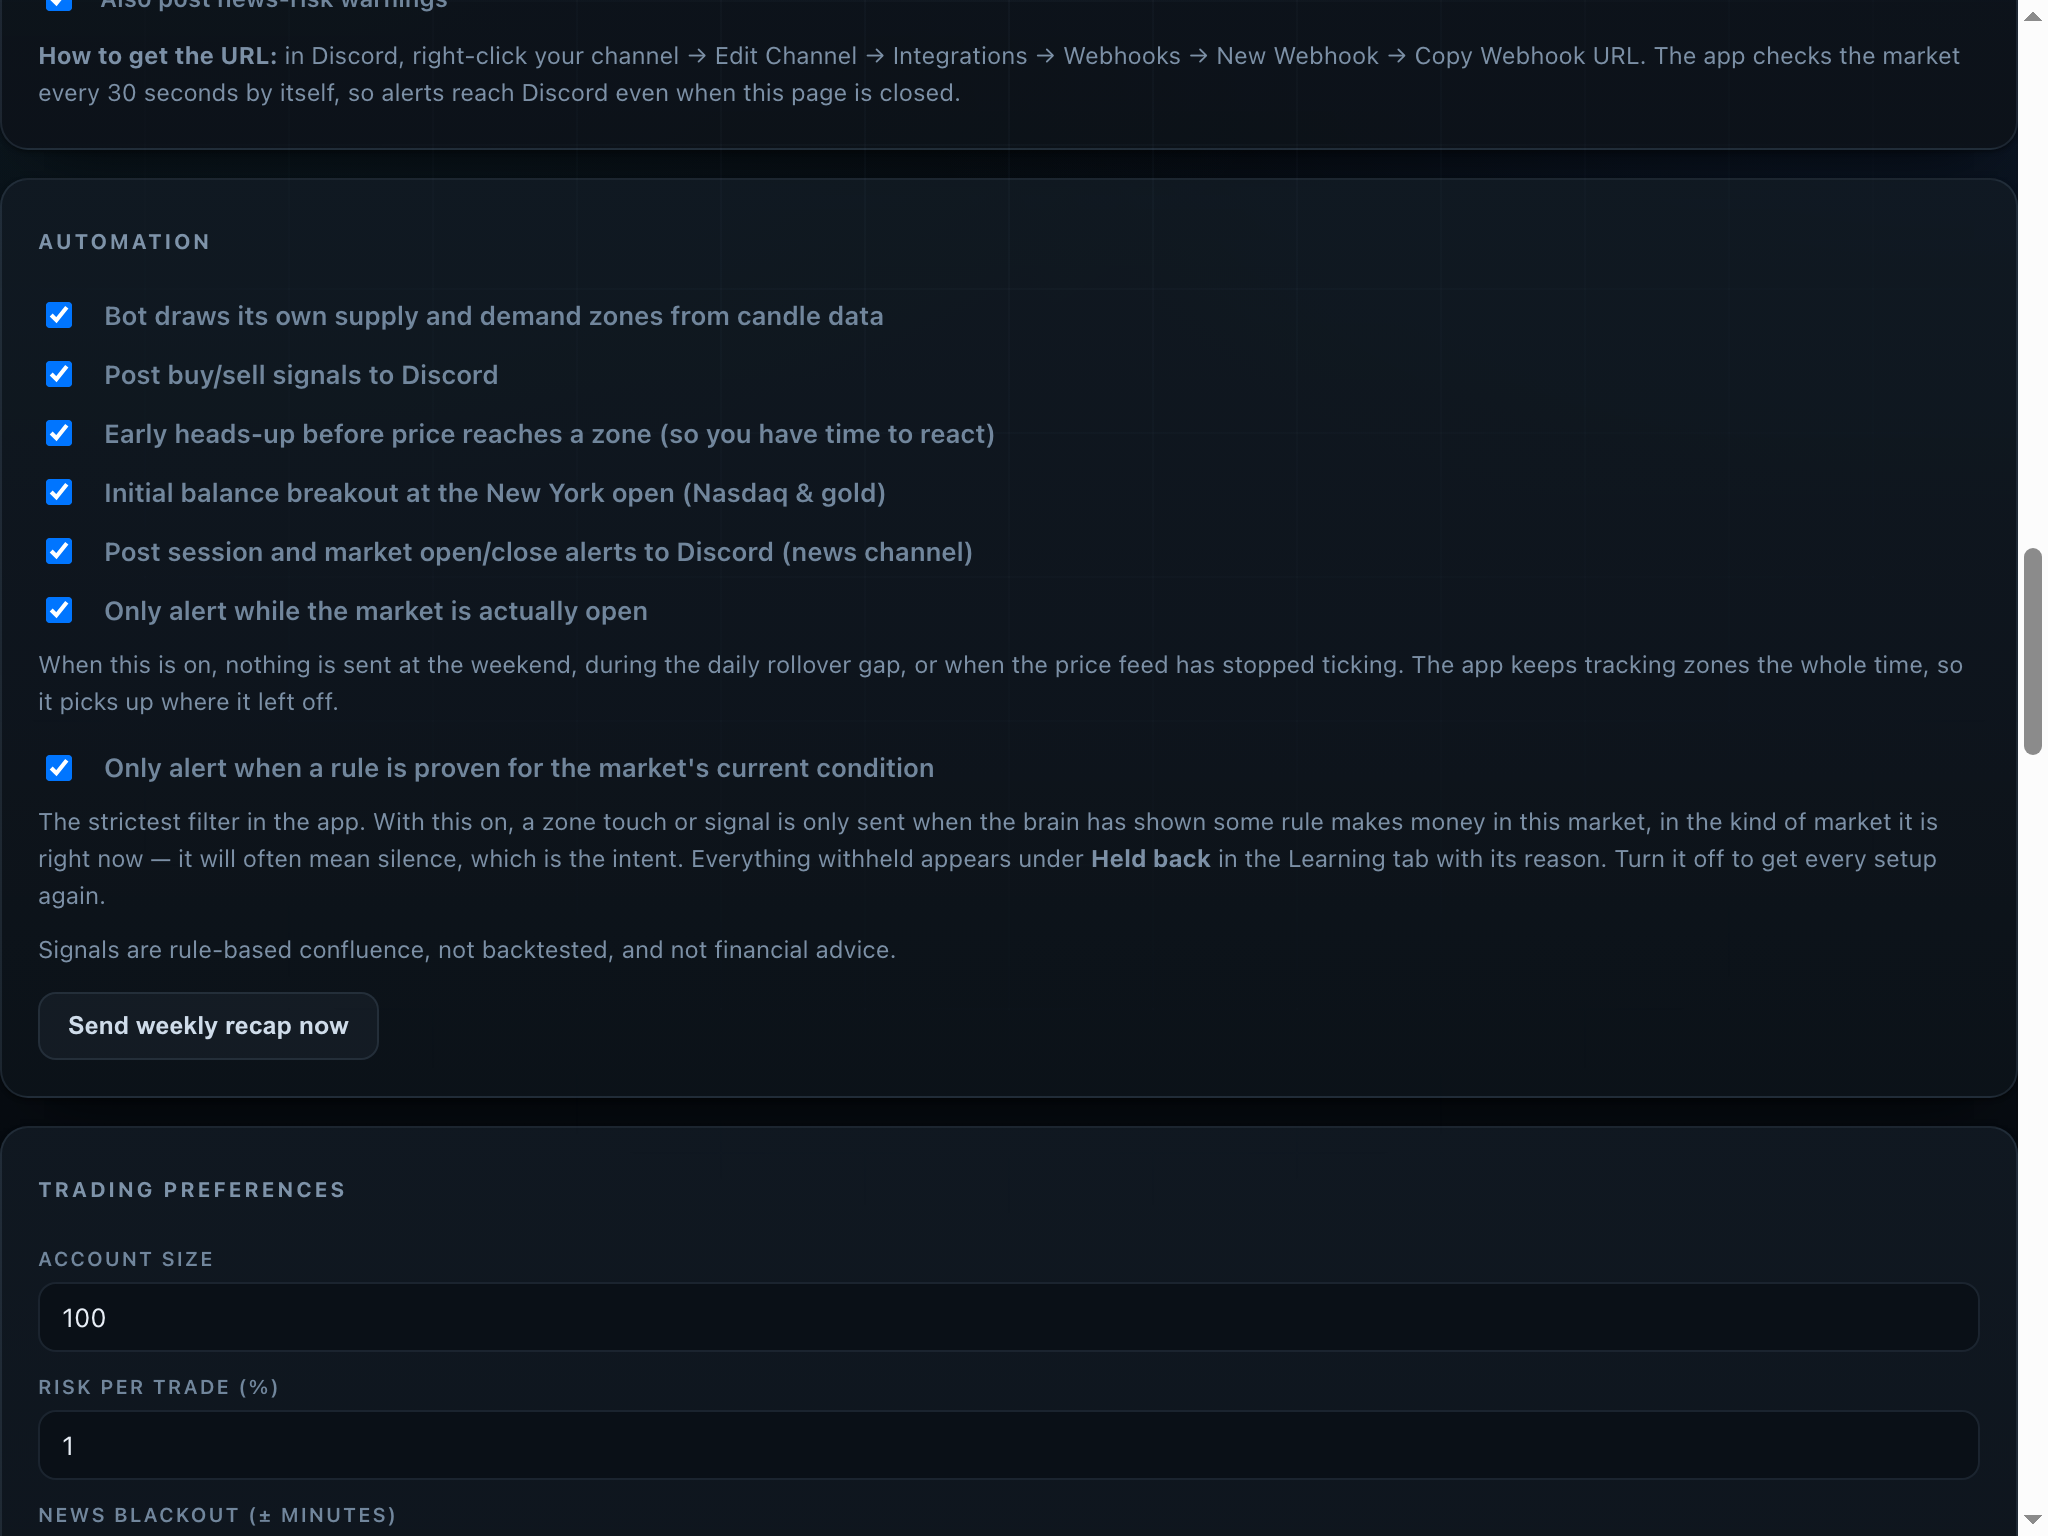 Also post news-risk warnings
How to get the URL: in Discord, right-click your channel → Edit Channel → Integrations → Webhooks → New Webhook → Copy Webhook URL. The app checks the market
every 30 seconds by itself, so alerts reach Discord even when this page is closed.
AUTOMATION
Bot draws its own supply and demand zones from candle data
Post buy/sell signals to Discord
Early heads-up before price reaches a zone (so you have time to react)
Initial balance breakout at the New York open (Nasdaq & gold)
Post session and market open/close alerts to Discord (news channel)
Only alert while the market is actually open
When this is on, nothing is sent at the weekend, during the daily rollover gap, or when the price feed has stopped ticking. The app keeps tracking zones the whole time, so
it picks up where it left off.
Only alert when a rule is proven for the market's current condition
The strictest filter in the app. With this on, a zone touch or signal is only sent when the brain has shown some rule makes money in this market, in the kind of market it is
right now — it will often mean silence, which is the intent. Everything withheld appears under Held back in the Learning tab with its reason. Turn it off to get every setup
again.
Signals are rule-based confluence, not backtested, and not financial advice.
Send weekly recap now
TRADING PREFERENCES
ACCOUNT SIZE
100
RISK PER TRADE (%)
1
NEWS BLACKOUT (± MINUTES)